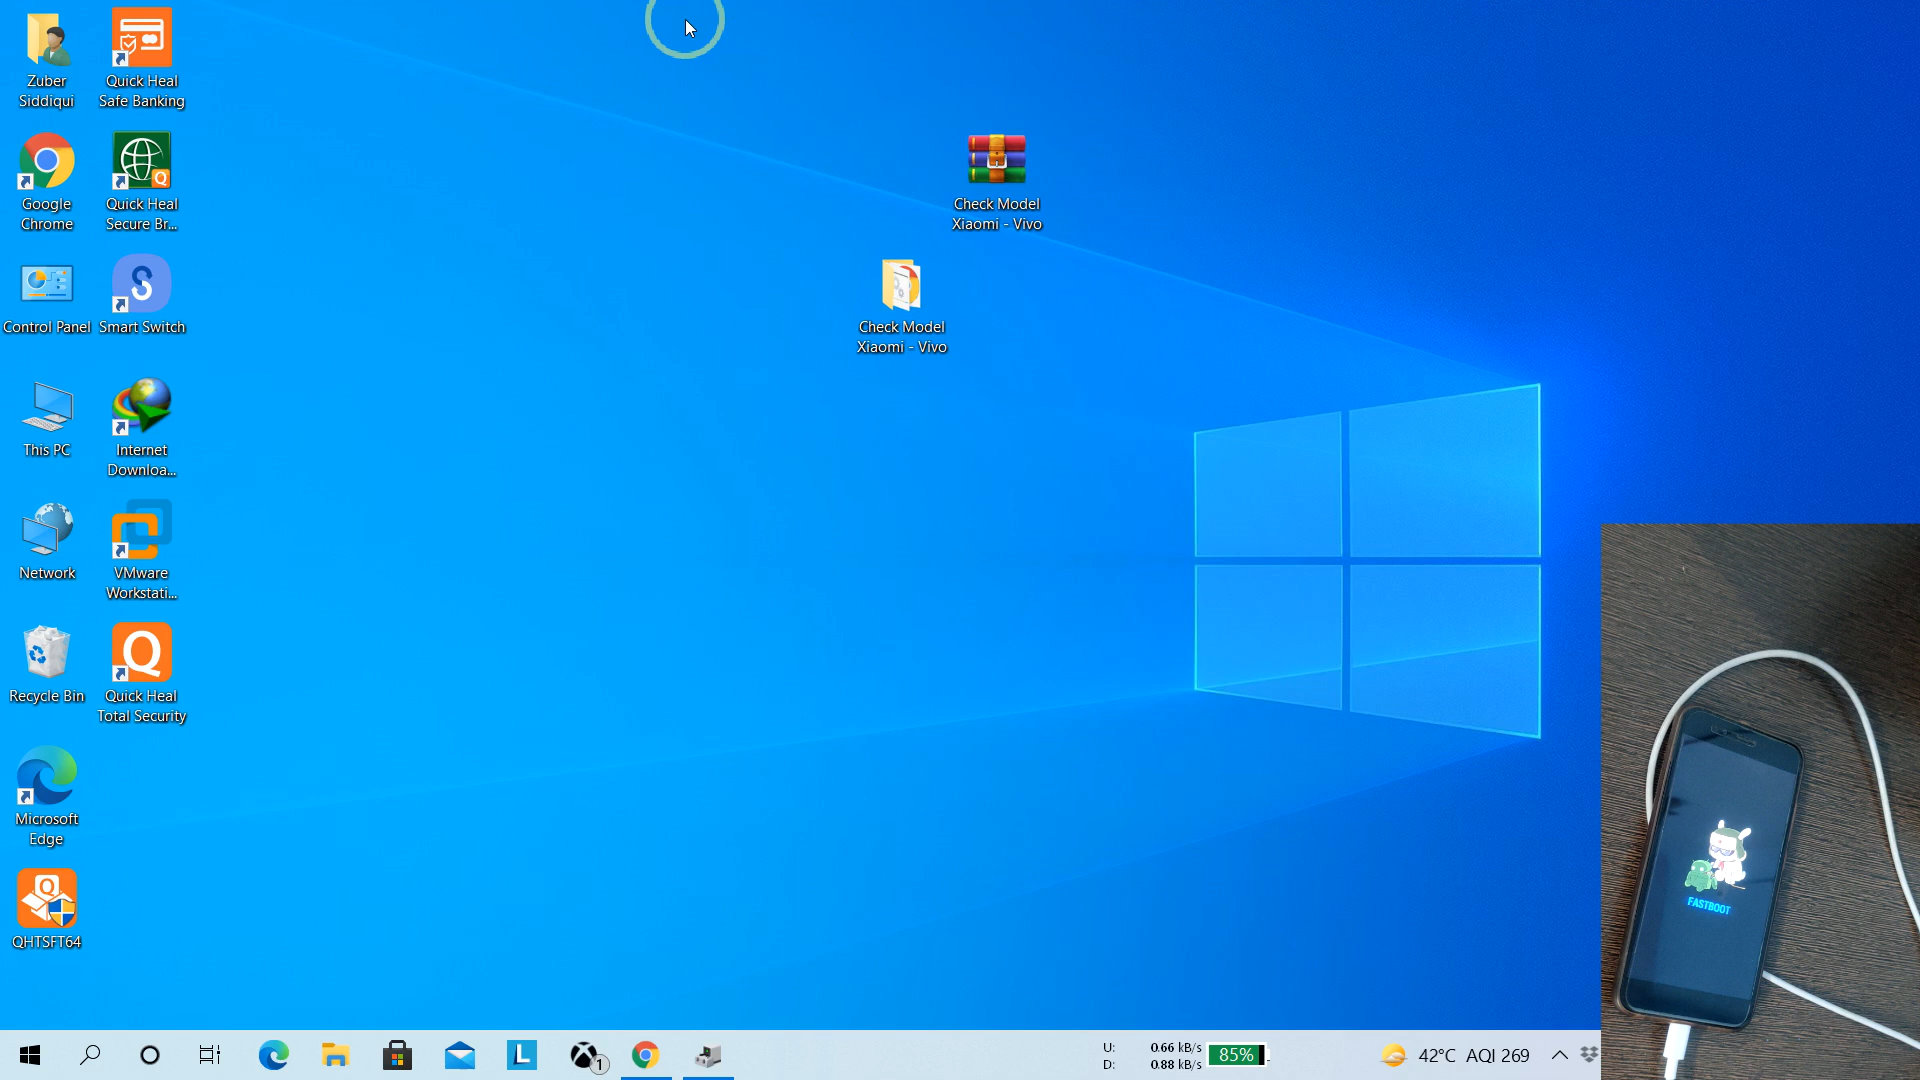 Zuber
Siddiqui
Quick Heal
Safe Banking
Google
Chrome
Quick Heal
Secure Br...
Control Panel
Smart Switch
This PC
Internet
Downloa...
Network
VMware
Workstati...
Recycle Bin
Quick Heal
Total Security
Microsoft
Edge
QHTSFT64
Check Model
Xiaomi - Vivo
Check Model
Xiaomi - Vivo
FASTBOOT
L
1
U: 0.66 kB/s
D: 0.88 kB/s
85%
42°C AQI 269